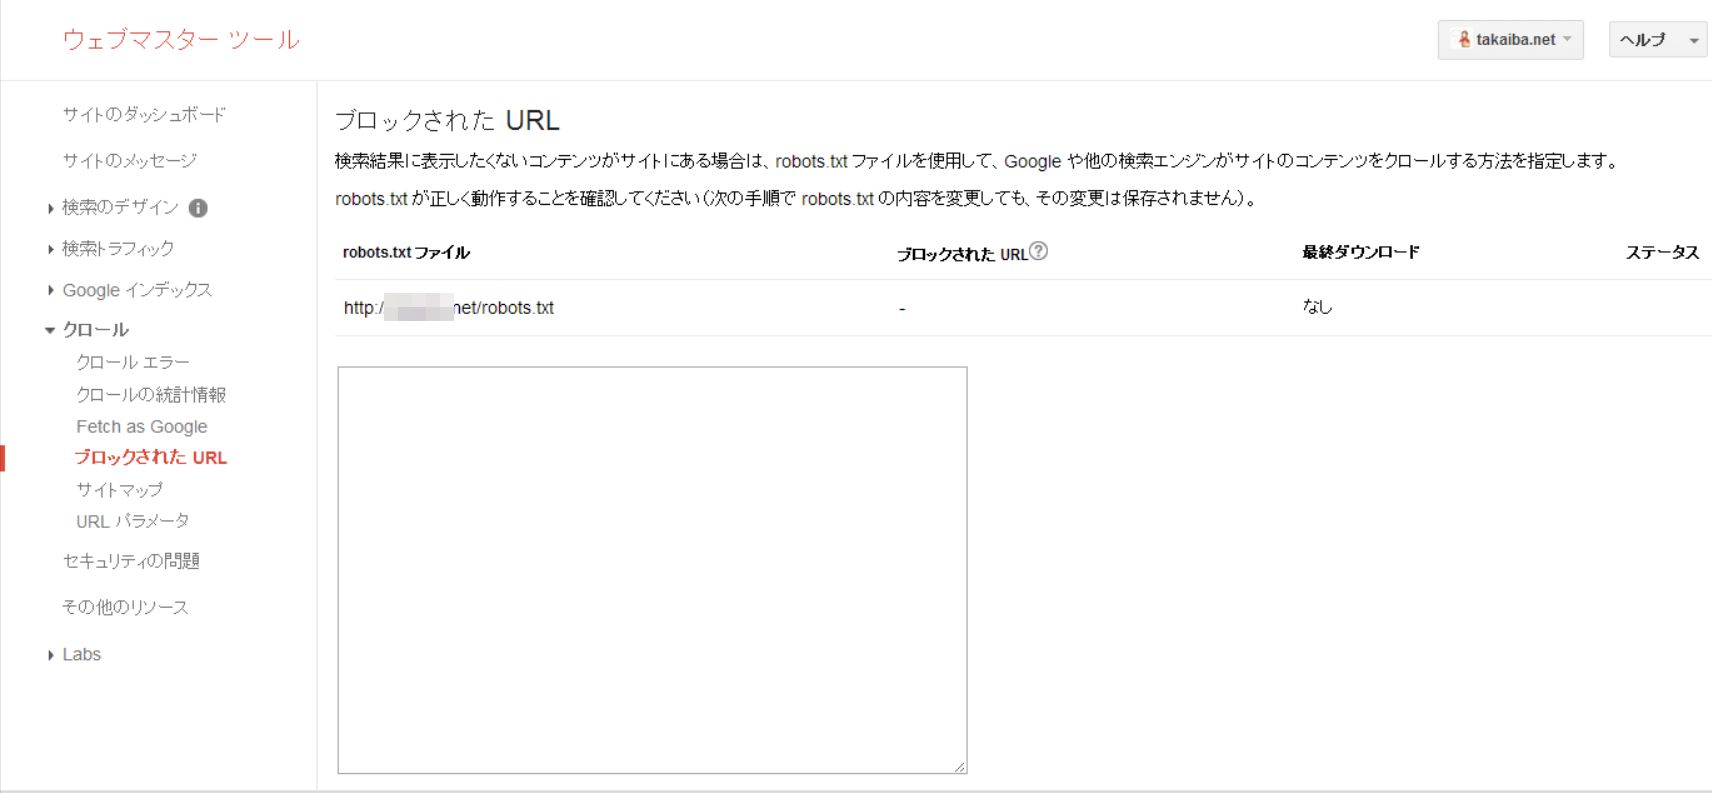 ウェブマスター ツール
takaiba.net
ヘルプ
サイトのダッシュボード
サイトのメッセージ
検索のデザイン
検索トラフィック
Google インデックス
クロール
クロール エラー
クロールの統計情報
Fetch as Google
ブロックされた URL
サイトマップ
URL パラメータ
セキュリティの問題
その他のリソース
Labs
ブロックされた URL
検索結果に表示したくないコンテンツがサイトにある場合は、robots.txt ファイルを使用して、Google や他の検索エンジンがサイトのコンテンツをクロールする方法を指定します。
robots.txt が正しく動作することを確認してください（次の手順で robots.txt の内容を変更しても、その変更は保存されません）。
robots.txt ファイル ブロックされた URL ? 最終ダウンロード ステータス
http:/ net/robots.txt - なし